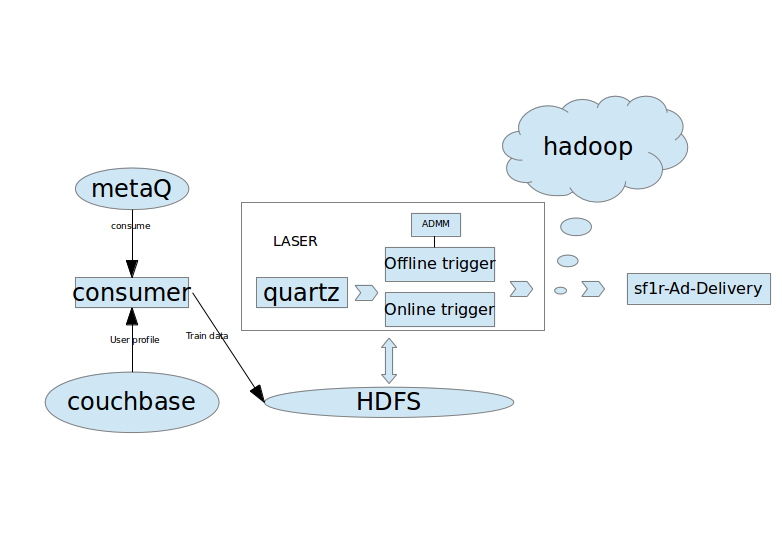 hadoop
metaQ
consume
ADMM
LASER
Offline trigger
consumer
quartz
sf1r-Ad-Delivery
Online trigger
User profile
Train data
couchbase
HDFS